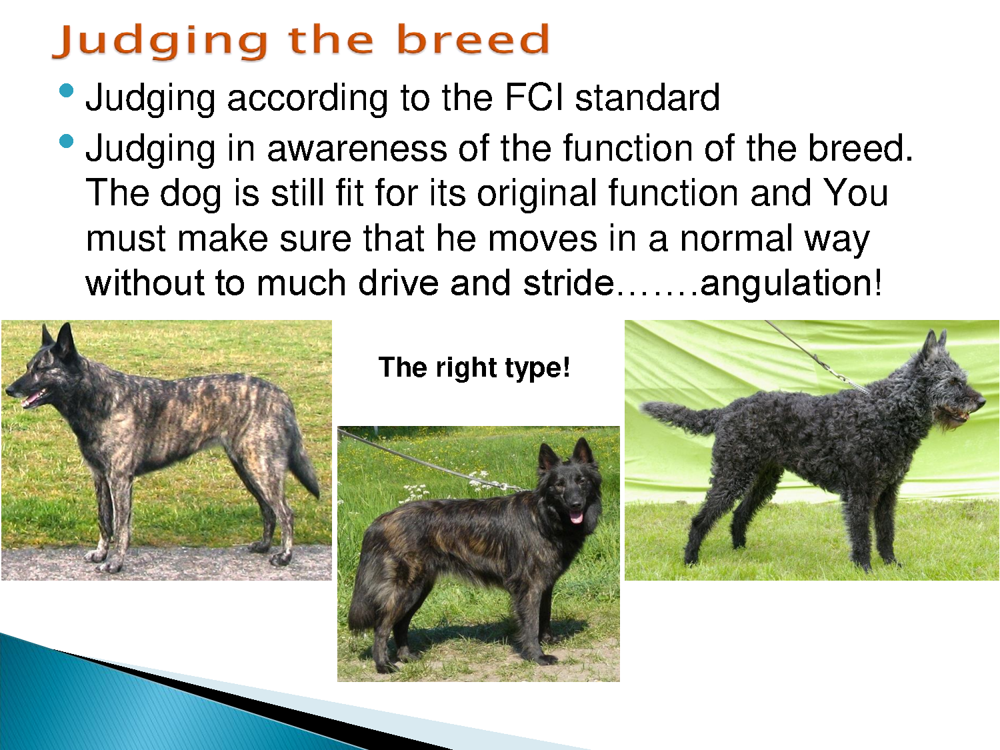 Judging the breed
• Judging according to the FCI standard
• Judging in awareness of the function of the breed.
The dog is still fit for its original function and You
must make sure that he moves in a normal way
without to much drive and stride…….angulation!
The right type!